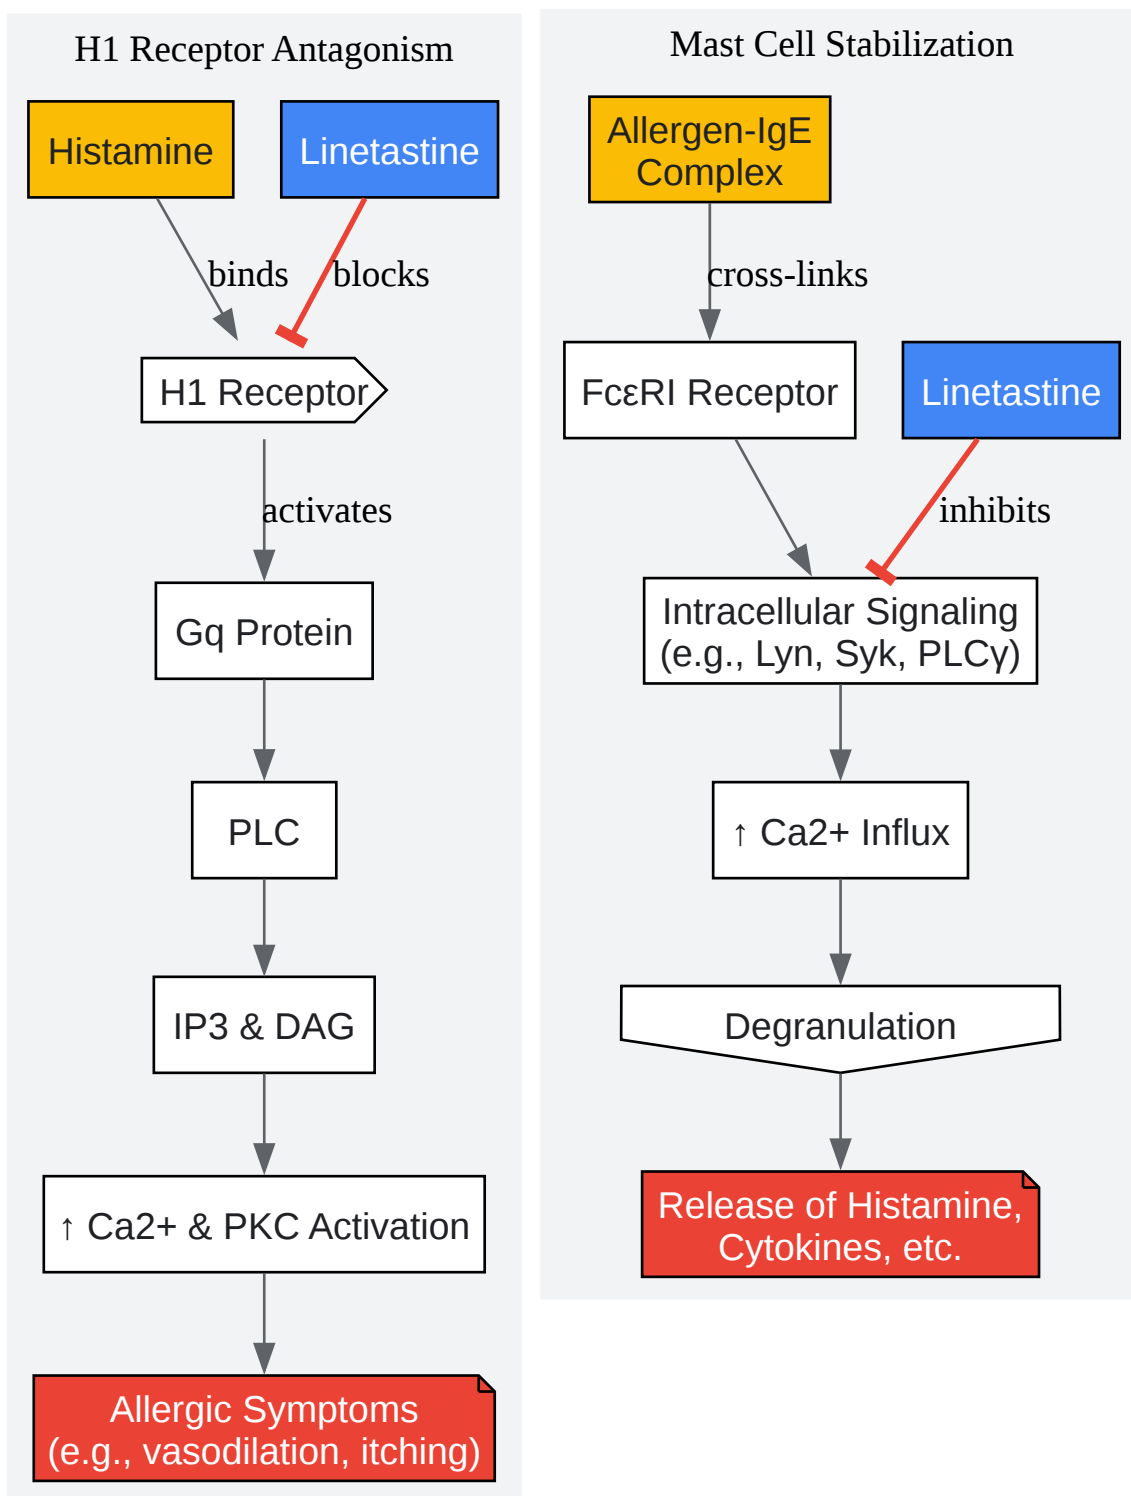 H1 Receptor Antagonism
Histamine
Linetastine
binds
blocks
H1 Receptor
activates
Gq Protein
PLC
IP3 & DAG
↑ Ca2+ & PKC Activation
Allergic Symptoms
(e.g., vasodilation, itching)
Mast Cell Stabilization
Allergen-IgE
Complex
cross-links
FcεRI Receptor
Linetastine
inhibits
Intracellular Signaling
(e.g., Lyn, Syk, PLCγ)
↑ Ca2+ Influx
Degranulation
Release of Histamine,
Cytokines, etc.